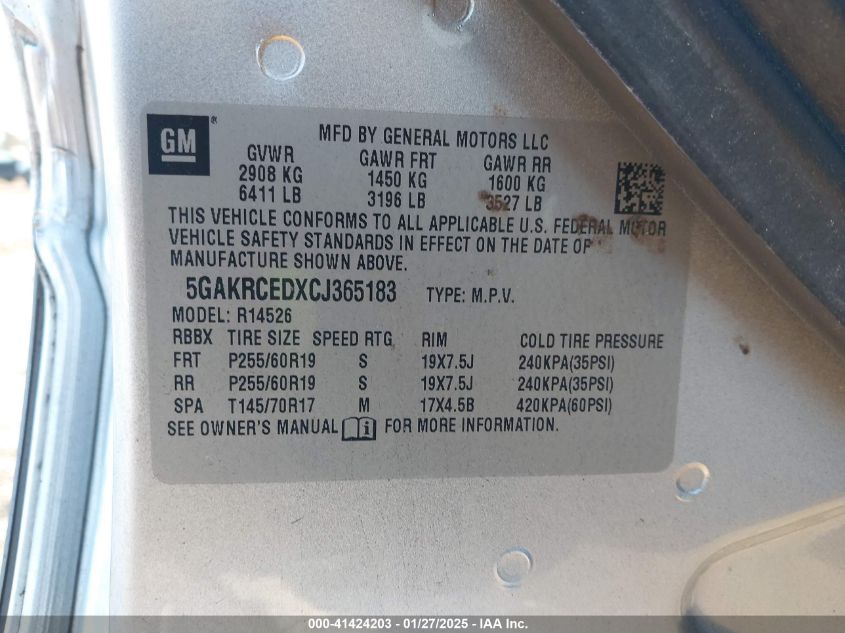 GM ®
MFD BY GENERAL MOTORS LLC
GVWR GAWR FRT GAWR RR
2908 KG 1450 KG 1600 KG
6411 LB 3196 LB 3527 LB
THIS VEHICLE CONFORMS TO ALL APPLICABLE U.S. FEDERAL MOTOR
VEHICLE SAFETY STANDARDS IN EFFECT ON THE DATE OF
MANUFACTURE SHOWN ABOVE.
5GAKRCEDXCJ365183 TYPE: M.P.V.
MODEL: R14526
RBBX TIRE SIZE SPEED RTG RIM COLD TIRE PRESSURE
FRT P255/60R19 S 19X7.5J 240KPA(35PSI)
RR P255/60R19 S 19X7.5J 240KPA(35PSI)
SPA T145/70R17 M 17X4.5B 420KPA(60PSI)
SEE OWNER'S MANUAL i FOR MORE INFORMATION.
000-41424203 - 01/27/2025 - IAA Inc.